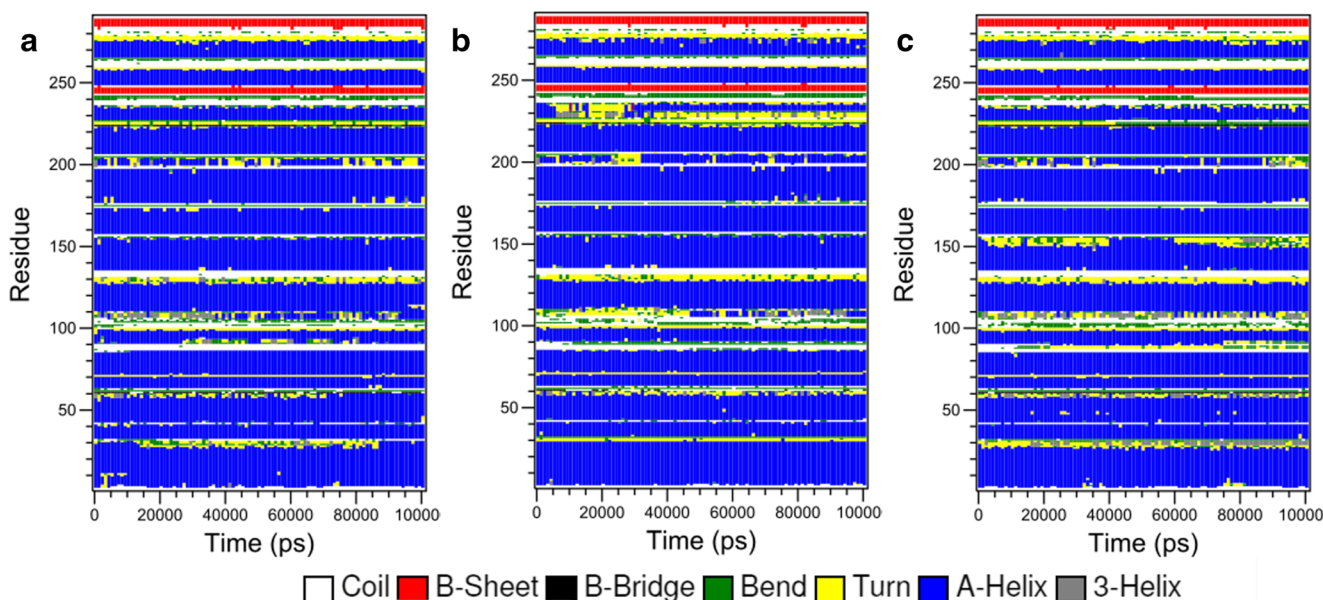 a b c
250 250 250
200 200 200
150 150 150
100 100 100
50 50 50
Residue Residue Residue
0 20000 40000 60000 80000 10000 0 20000 40000 60000 80000 10000 0 20000 40000 60000 80000 10000
Time (ps) Time (ps) Time (ps)
Coil B-Sheet B-Bridge Bend Turn A-Helix 3-Helix